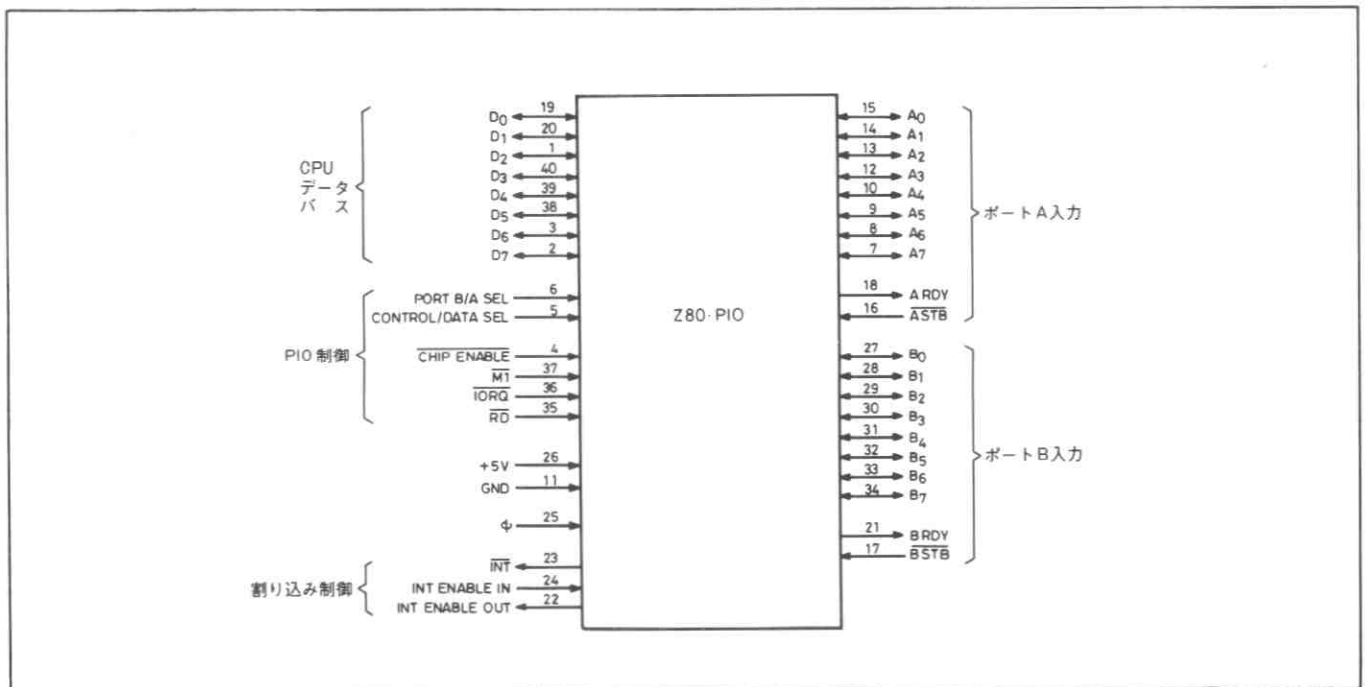 CPU
データ
バス
D0 19
D1 20
D2 1
D3 40
D4 39
D5 38
D6 3
D7 2
PIO 制御
PORT B/A SEL 6
CONTROL/DATA SEL 5
CHIP ENABLE 4
M1 37
IORQ 36
RD 35
+5V 26
GND 11
ϕ 25
割り込み制御
INT 23
INT ENABLE IN 24
INT ENABLE OUT 22
Z80·PIO
15 A0
14 A1
13 A2
12 A3
10 A4
9 A5
8 A6
7 A7
18 ARDY
16 ASTB
ポートA入力
27 B0
28 B1
29 B2
30 B3
31 B4
32 B5
33 B6
34 B7
21 BRDY
17 BSTB
ポートB入力